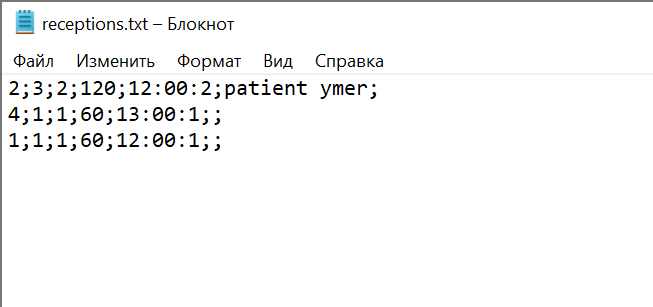 receptions.txt – Блокнот
Файл Изменить Формат Вид Справка
2;3;2;120;12:00:2;patient ymer;
4;1;1;60;13:00:1;;
1;1;1;60;12:00:1;;